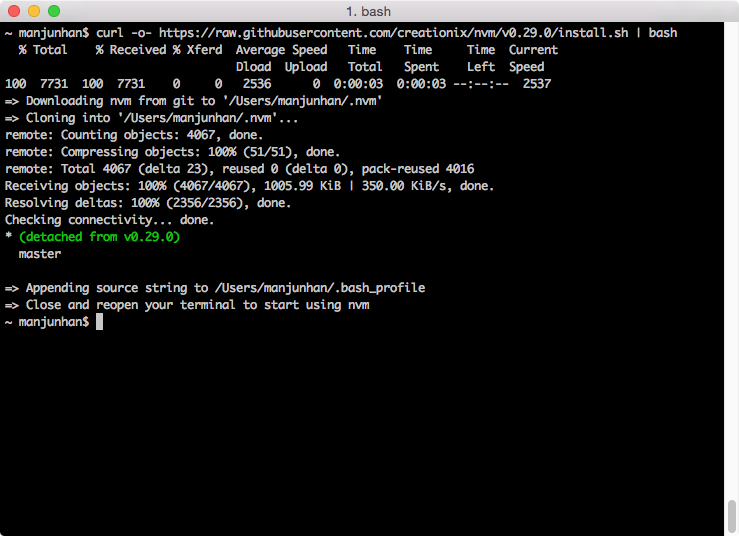 1. bash
~ manjunhan$ curl -o- https://raw.githubusercontent.com/creationix/nvm/v0.29.0/install.sh | bash
  % Total    % Received % Xferd  Average Speed   Time    Time     Time  Current
                                 Dload  Upload   Total   Spent    Left  Speed
100  7731  100  7731    0     0   2536      0  0:00:03  0:00:03 --:--:--  2537
=> Downloading nvm from git to '/Users/manjunhan/.nvm'
=> Cloning into '/Users/manjunhan/.nvm'...
remote: Counting objects: 4067, done.
remote: Compressing objects: 100% (51/51), done.
remote: Total 4067 (delta 23), reused 0 (delta 0), pack-reused 4016
Receiving objects: 100% (4067/4067), 1005.99 KiB | 350.00 KiB/s, done.
Resolving deltas: 100% (2356/2356), done.
Checking connectivity... done.
* (detached from v0.29.0)
  master
=> Appending source string to /Users/manjunhan/.bash_profile
=> Close and reopen your terminal to start using nvm
~ manjunhan$